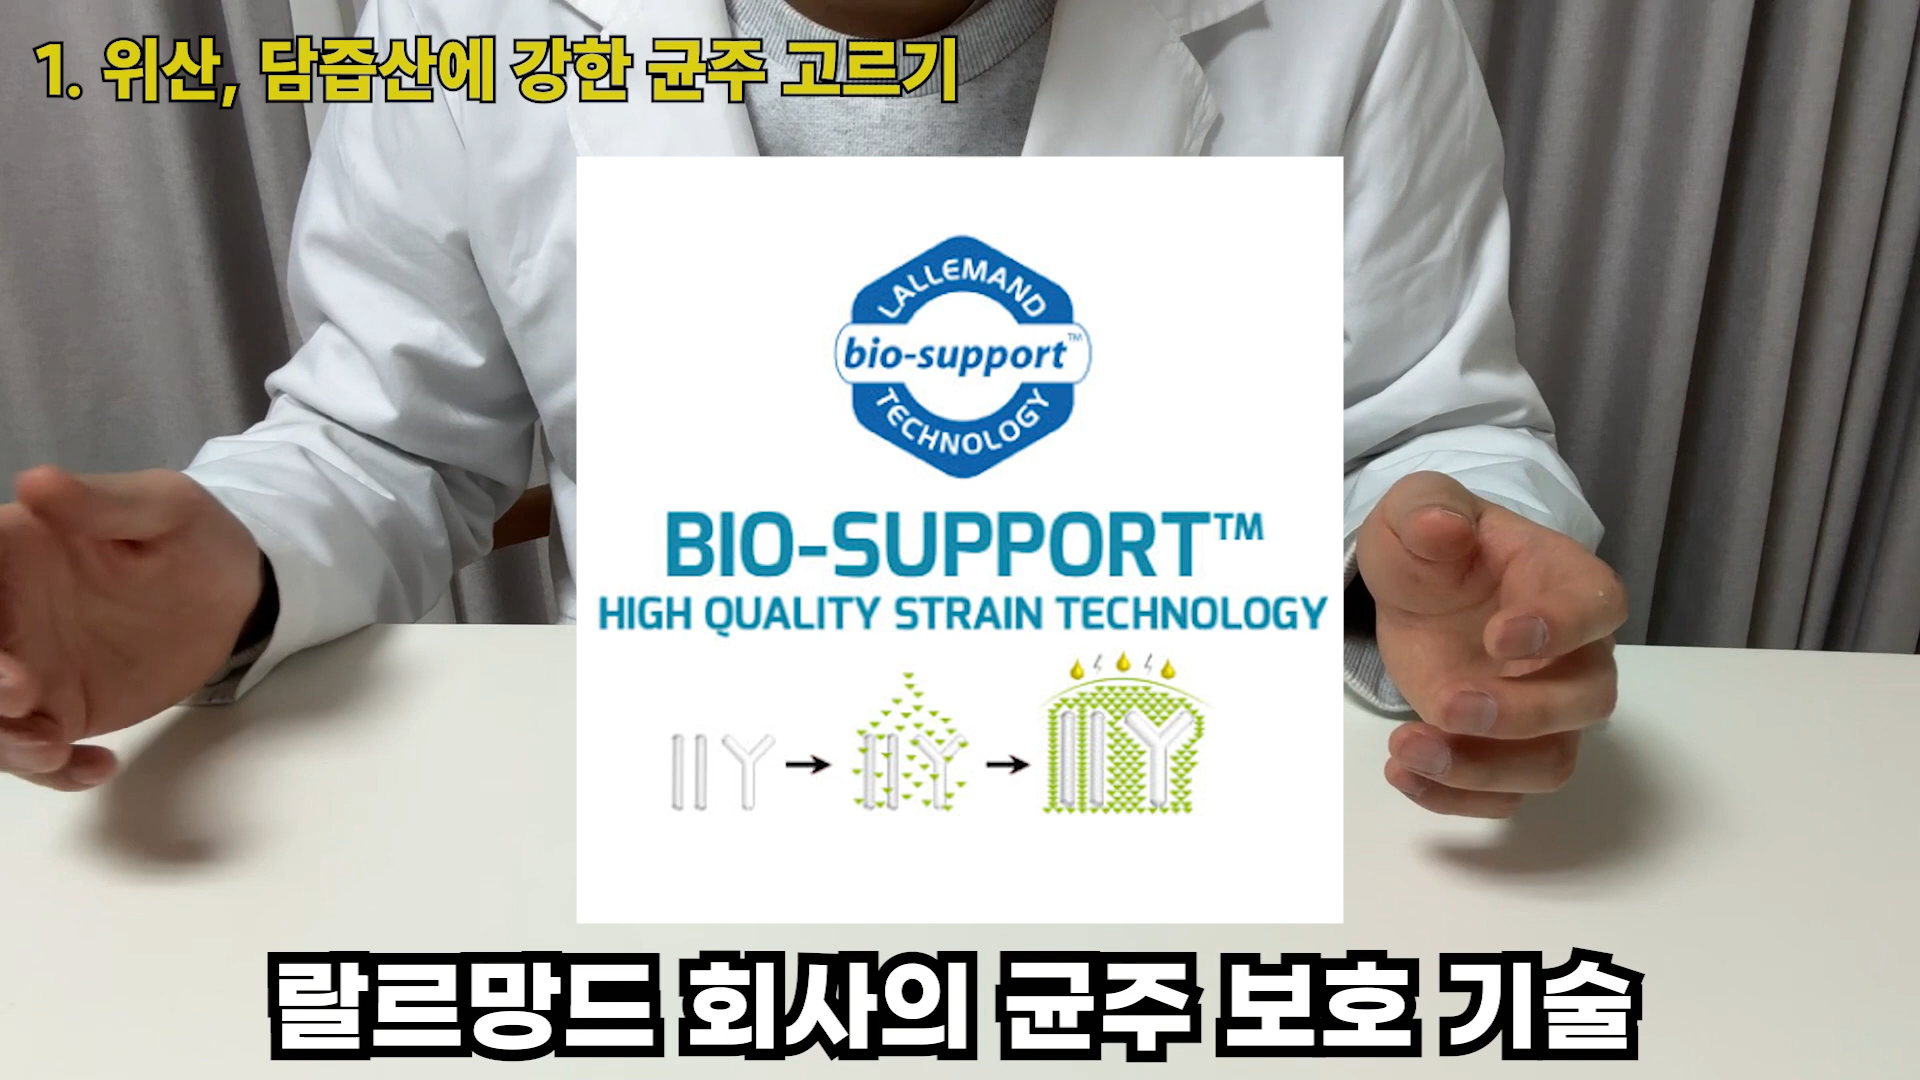 1. 위산, 담즙산에 강한 균주 고르기
LALLEMAND
bio-support™
TECHNOLOGY
BIO-SUPPORT™
HIGH QUALITY STRAIN TECHNOLOGY
랄르망드 회사의 균주 보호 기술